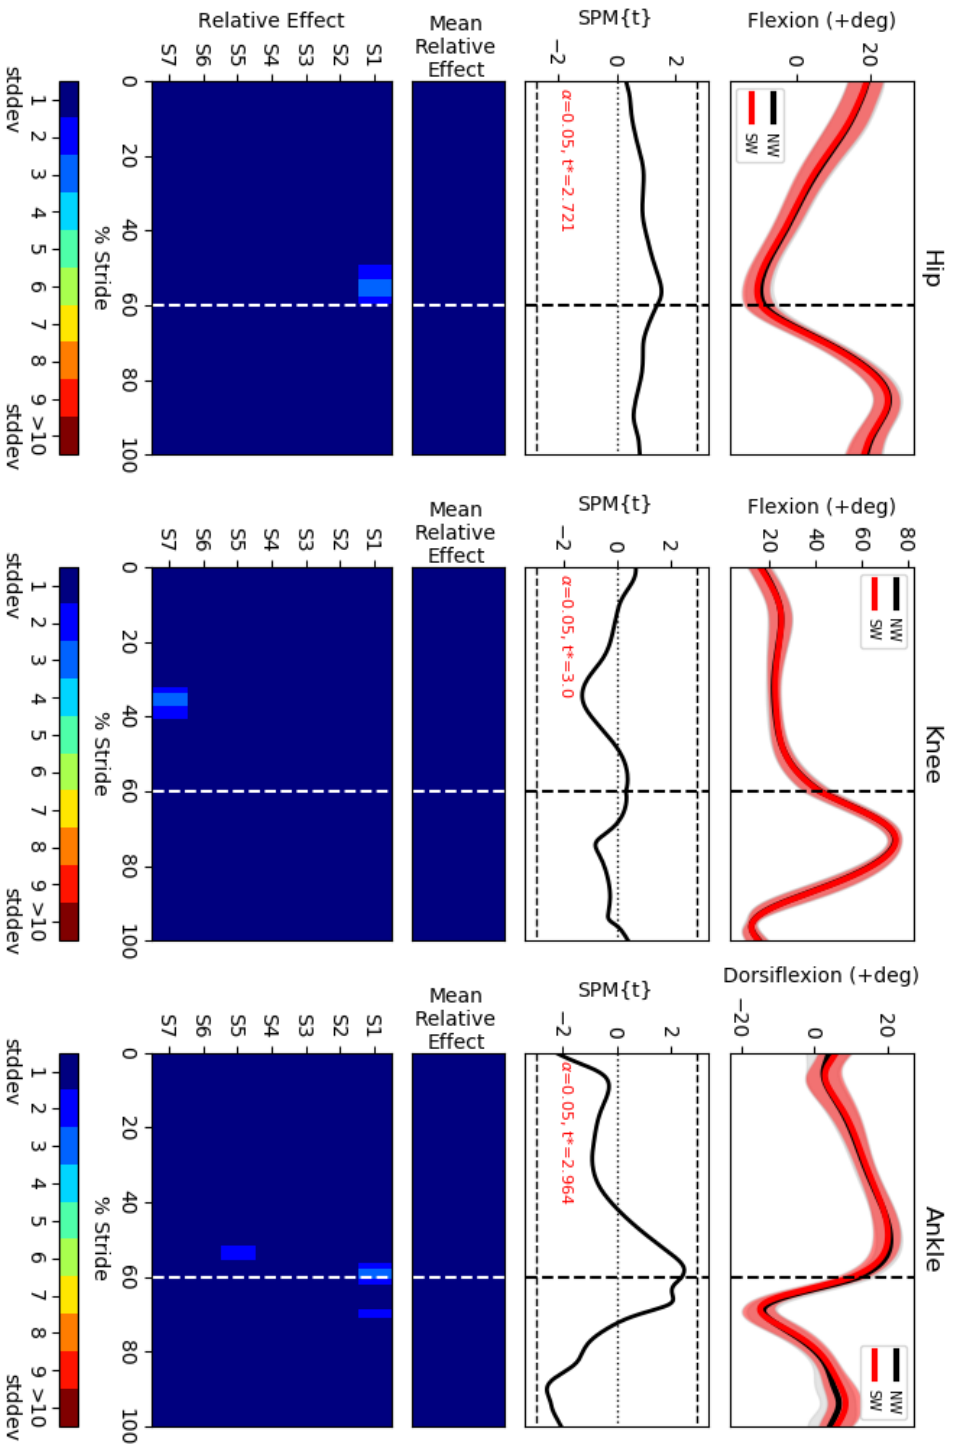 Hip
Flexion (+deg)
20
0
NW
SW
SPM{t}
2
0
−2
α=0.05, t*=2.721
Mean
Relative
Effect
Relative Effect
S1
S2
S3
S4
S5
S6
S7
0 20 40 60 80 100
% Stride
1 2 3 4 5 6 7 8 9 >10
stddev stddev
Knee
Flexion (+deg)
80
60
40
20
NW
SW
SPM{t}
2
0
−2
α=0.05, t*=3.0
Mean
Relative
Effect
S1
S2
S3
S4
S5
S6
S7
0 20 40 60 80 100
% Stride
1 2 3 4 5 6 7 8 9 >10
stddev stddev
Ankle
Dorsiflexion (+deg)
20
0
−20
NW
SW
SPM{t}
2
0
−2
α=0.05, t*=2.964
Mean
Relative
Effect
S1
S2
S3
S4
S5
S6
S7
0 20 40 60 80 100
% Stride
1 2 3 4 5 6 7 8 9 >10
stddev stddev